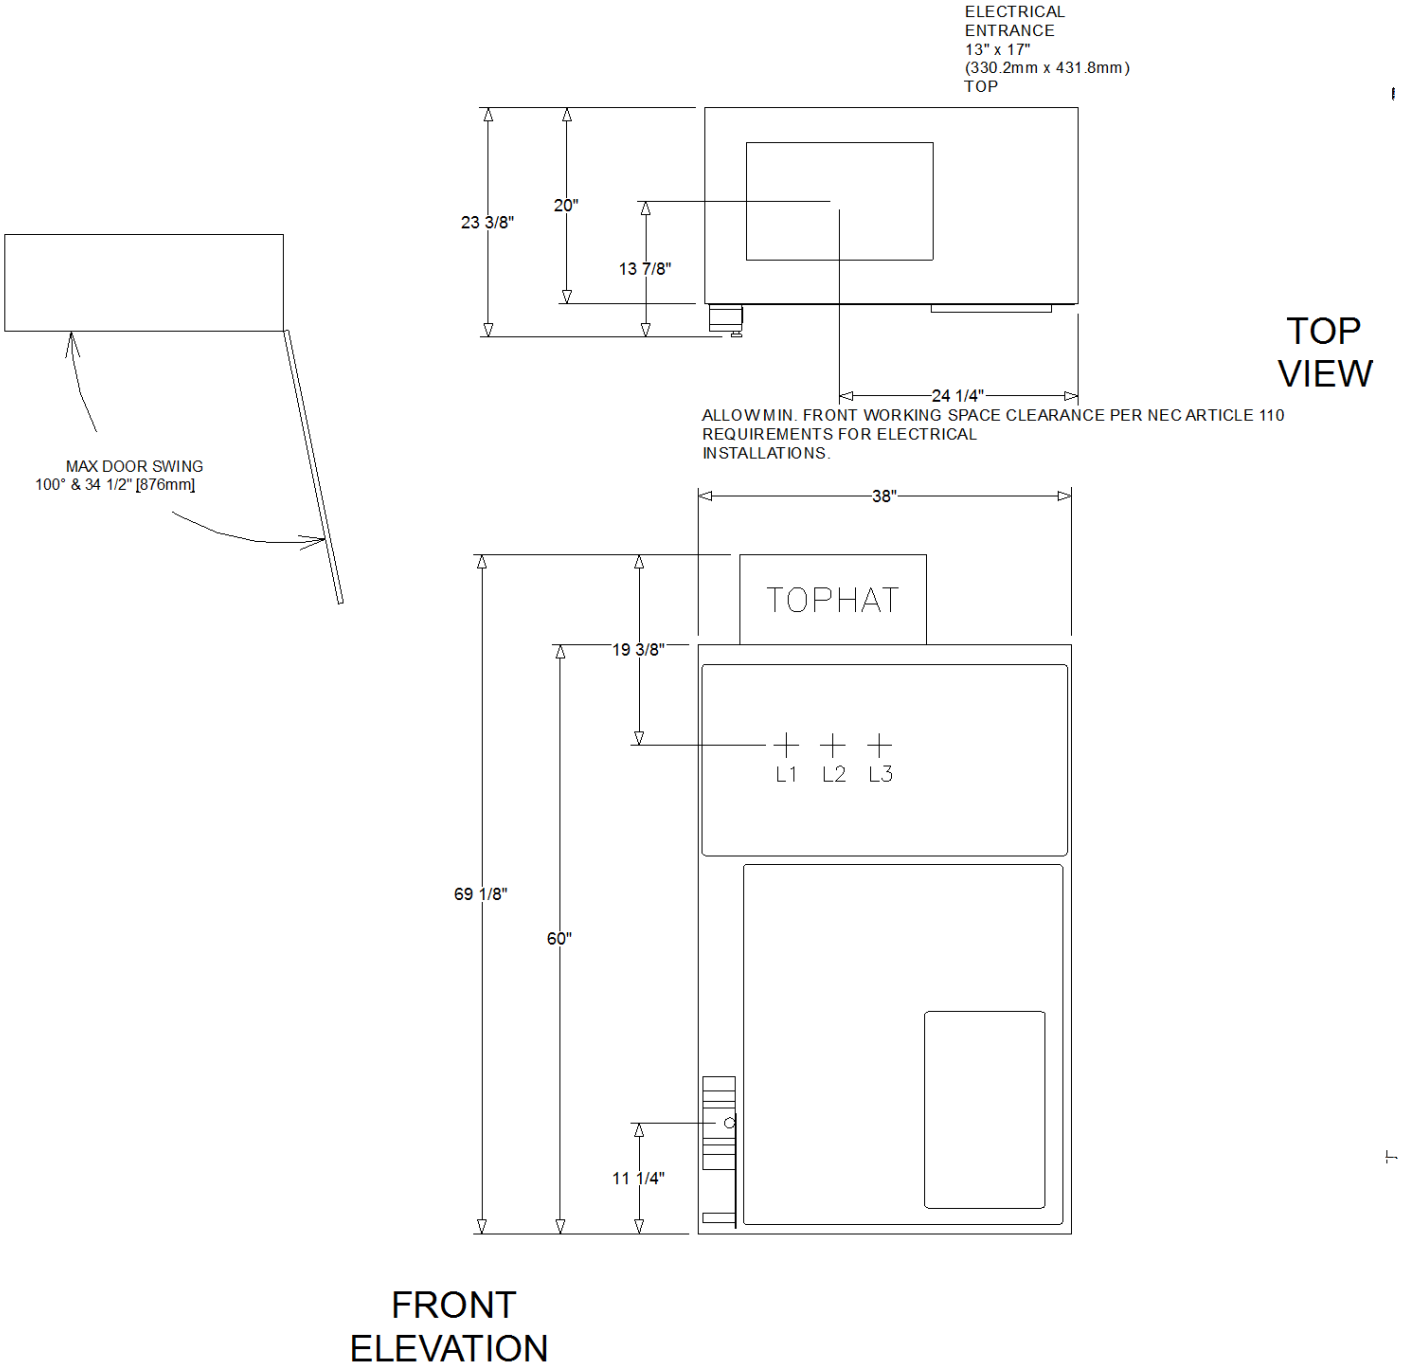 ELECTRICAL
ENTRANCE
13" x 17"
(330.2mm x 431.8mm)
TOP
20"
23 3/8"
13 7/8"
TOP
VIEW
24 1/4"
ALLOW MIN. FRONT WORKING SPACE CLEARANCE PER NEC ARTICLE 110
REQUIREMENTS FOR ELECTRICAL
INSTALLATIONS.
MAX DOOR SWING
100° & 34 1/2" [876mm]
38"
TOPHAT
19 3/8"
L1 L2 L3
69 1/8"
60"
11 1/4"
FRONT
ELEVATION